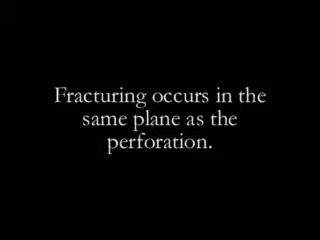 Fracturing occurs in the
same plane as the
perforation.